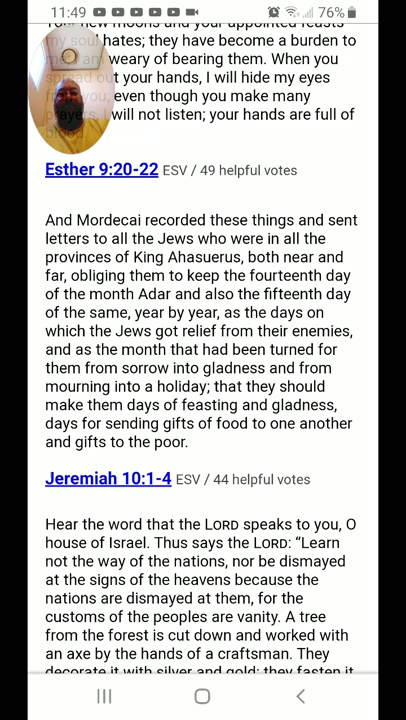 11:49 76%
Your new moons and your appointed feasts
my soul hates; they have become a burden to
am weary of bearing them. When you
out your hands, I will hide my eyes
you; even though you make many
I will not listen; your hands are full of
Esther 9:20-22 ESV / 49 helpful votes
And Mordecai recorded these things and sent
letters to all the Jews who were in all the
provinces of King Ahasuerus, both near and
far, obliging them to keep the fourteenth day
of the month Adar and also the fifteenth day
of the same, year by year, as the days on
which the Jews got relief from their enemies,
and as the month that had been turned for
them from sorrow into gladness and from
mourning into a holiday; that they should
make them days of feasting and gladness,
days for sending gifts of food to one another
and gifts to the poor.
Jeremiah 10:1-4 ESV / 44 helpful votes
Hear the word that the LORD speaks to you, O
house of Israel. Thus says the LORD: “Learn
not the way of the nations, nor be dismayed
at the signs of the heavens because the
nations are dismayed at them, for the
customs of the peoples are vanity. A tree
from the forest is cut down and worked with
an axe by the hands of a craftsman. They
decorate it with silver and gold; they fasten it